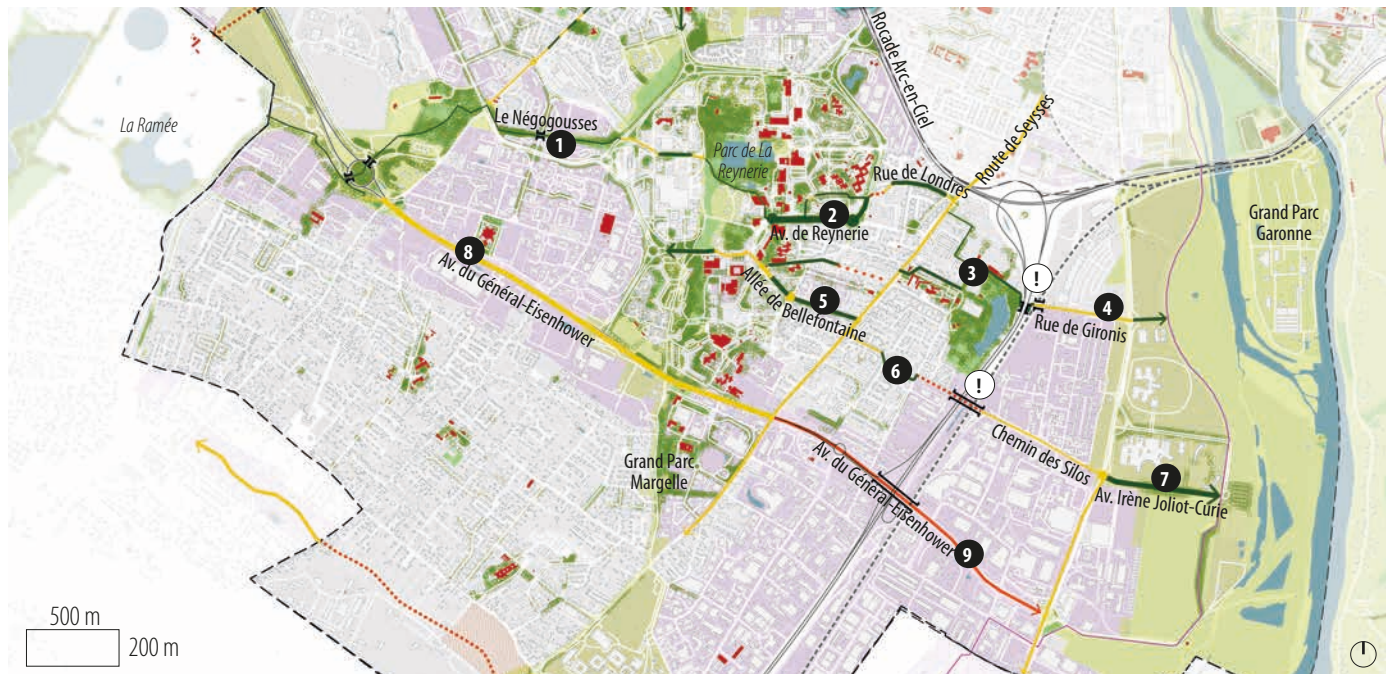 La Ramée
Le Négogousses
1
Parc de La
Reynerie
Rocade Arc-en-Ciel
Route de Seysses
Rue de Londres
2
Av. de Reynerie
Grand Parc
Garonne
8
Av. du Général-Eisenhower
3
!
4
Rue de Gironis
Allée de Bellefontaine
5
6
!
Chemin des Silos
7
Av. Irène Joliot-Curie
Grand Parc
Margelle
Av. du Général-Eisenhower
9
500 m
200 m